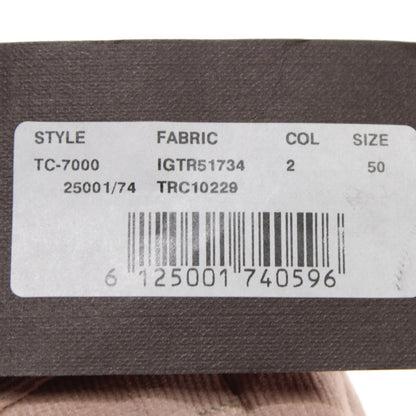 STYLE FABRIC COL SIZE
TC-7000 IGTR51734 2 50
25001/74 TRC10229
6 125001 740596